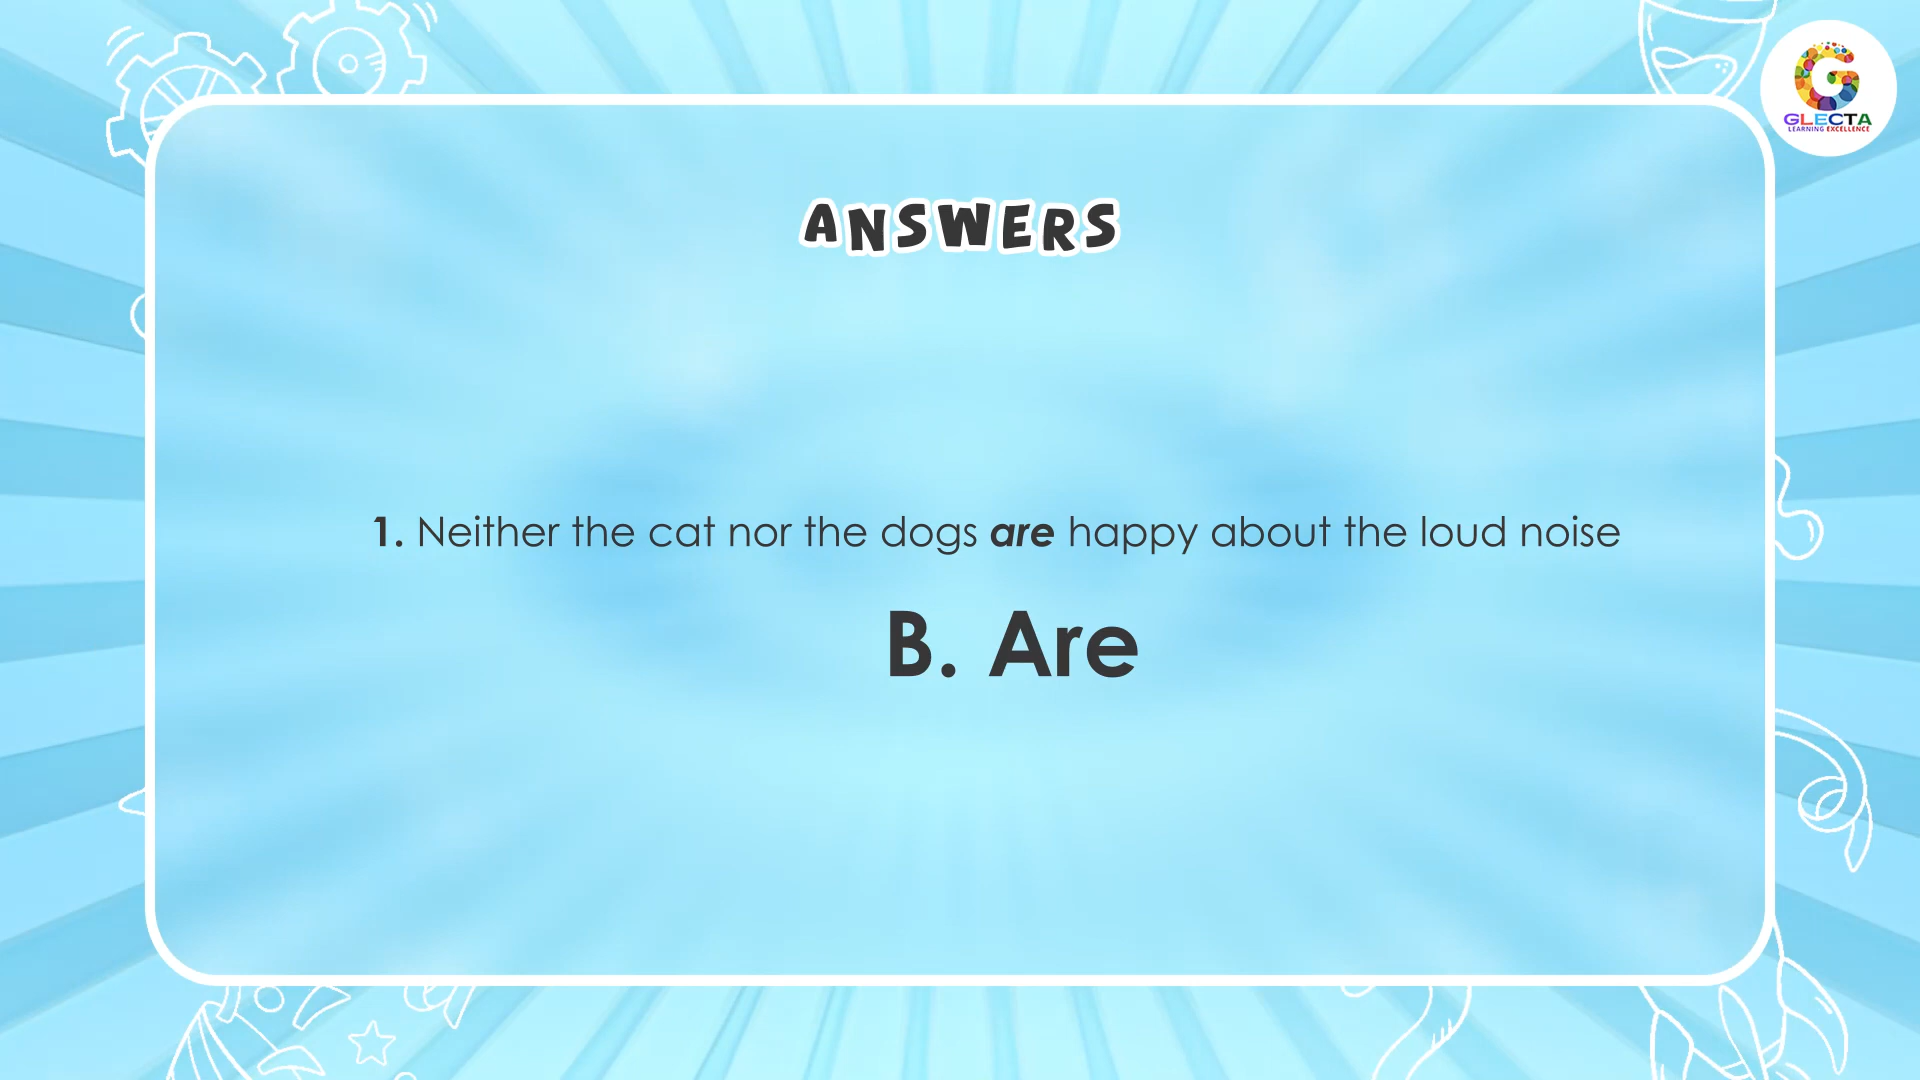 GLECTA
LEARNING EXCELLENCE
ANSWERS
1. Neither the cat nor the dogs are happy about the loud noise
B. Are